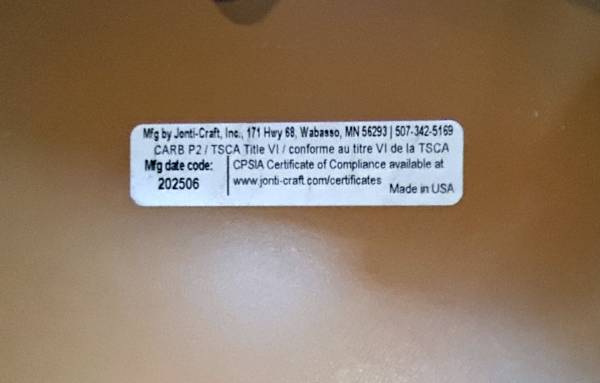 Mfg by Jonti-Craft, Inc., 171 Hwy 68, Wabasso, MN 56293 | 507-342-5169
CARB P2 / TSCA Title VI / conforme au titre VI de la TSCA
Mfg date code:
202506
CPSIA Certificate of Compliance available at
www.jonti-craft.com/certificates
Made in USA